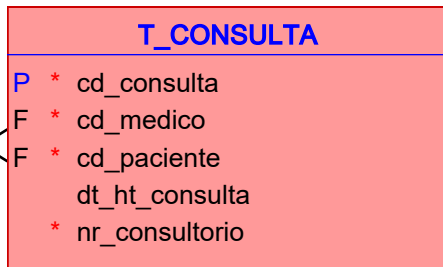 T_CONSULTA
P * cd_consulta
F * cd_medico
F * cd_paciente
dt_ht_consulta
* nr_consultorio